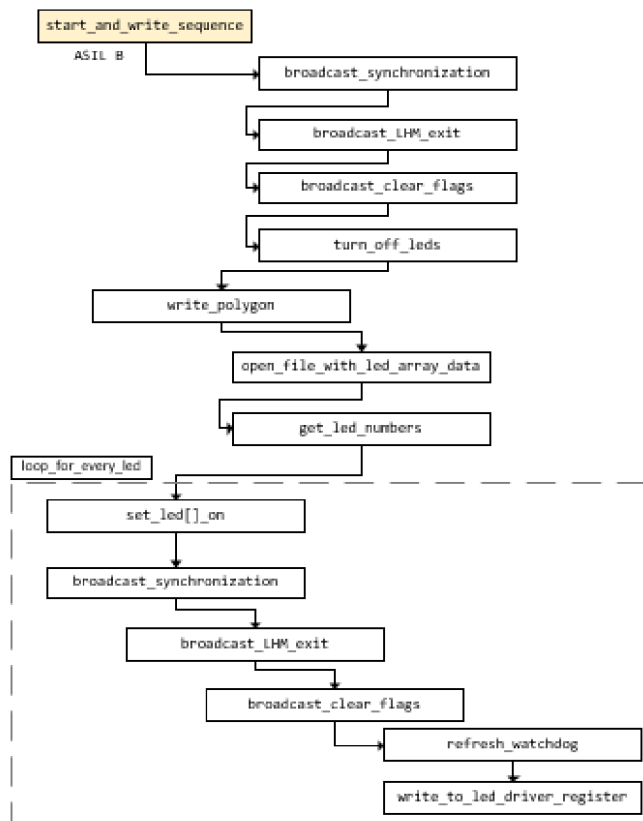 start_and_write_sequence
ASIL B
broadcast_synchronization
broadcast_LHM_exit
broadcast_clear_flags
turn_off_leds
write_polygon
open_file_with_led_array_data
get_led_numbers
loop_for_every_led
set_led[]_on
broadcast_synchronization
broadcast_LHM_exit
broadcast_clear_flags
refresh_watchdog
write_to_led_driver_register